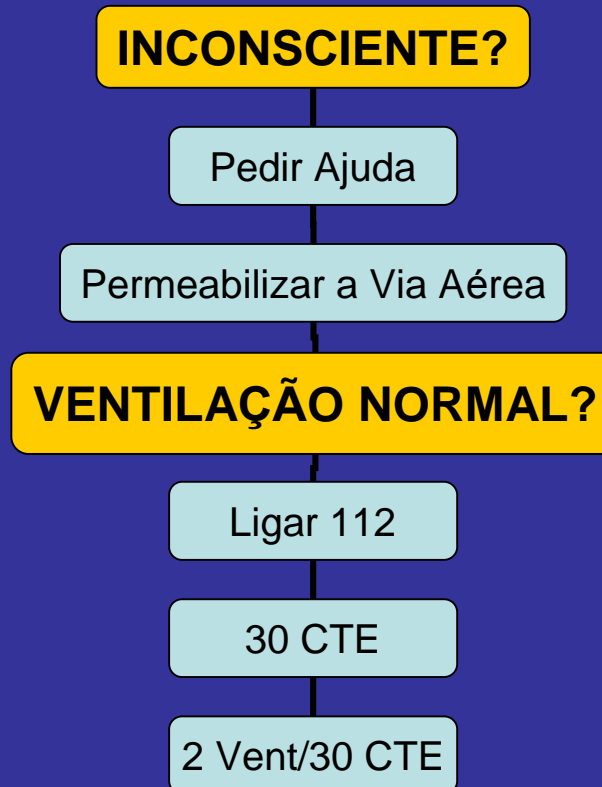 INCONSCIENTE?
Pedir Ajuda
Permeabilizar a Via Aérea
VENTILAÇÃO NORMAL?
Ligar 112
30 CTE
2 Vent/30 CTE